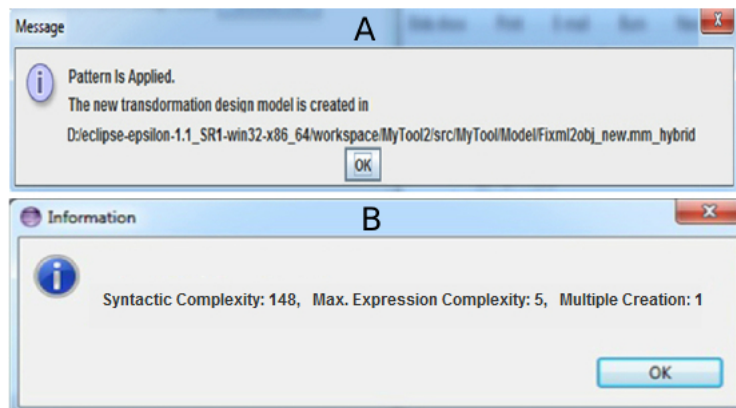 Message
A
X
Pattern Is Applied.
The new transdormation design model is created in
D:/eclipse-epsilon-1.1_SR1-win32-x86_64/workspace/MyTool2/src/MyTool/Model/Fixml2obj_new.mm_hybrid
OK
Information
B
x
Syntactic Complexity: 148, Max. Expression Complexity: 5, Multiple Creation: 1
OK